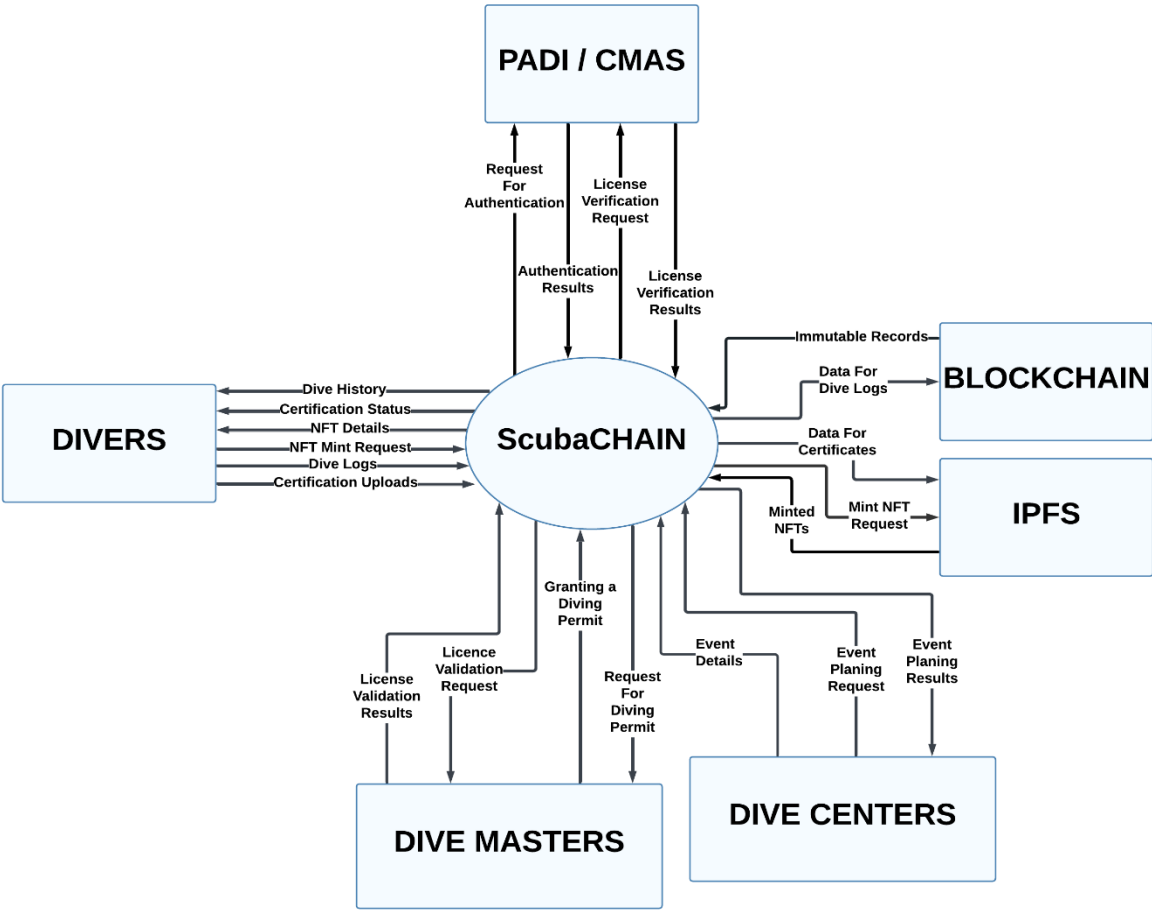 PADI / CMAS
Request
For
Authentication
License
Verification
Request
Authentication
Results
License
Verification
Results
Immutable Records
BLOCKCHAIN
Data For
Dive Logs
Dive History
Certification Status
NFT Details
NFT Mint Request
Dive Logs
Certification Uploads
DIVERS
ScubaCHAIN
Data For
Certificates
IPFS
Mint NFT
Request
Minted
NFTs
Granting a
Diving
Permit
Event
Details
Event
Planing
Request
Event
Planing
Results
Licence
Validation
Request
License
Validation
Results
Request
For
Diving
Permit
DIVE MASTERS
DIVE CENTERS